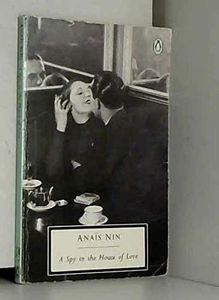 ANAÏS NIN
A Spy in the House of Love